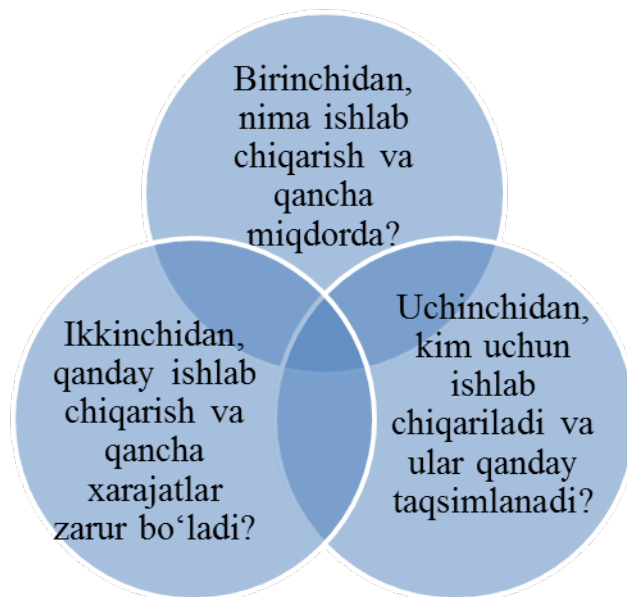 Birinchidan,
nima ishlab
chiqarish va
qancha
miqdorda?
Ikkinchidan,
qanday ishlab
chiqarish va
qancha
xarajatlar
zarur bo‘ladi?
Uchinchidan,
kim uchun
ishlab
chiqariladi va
ular qanday
taqsimlanadi?